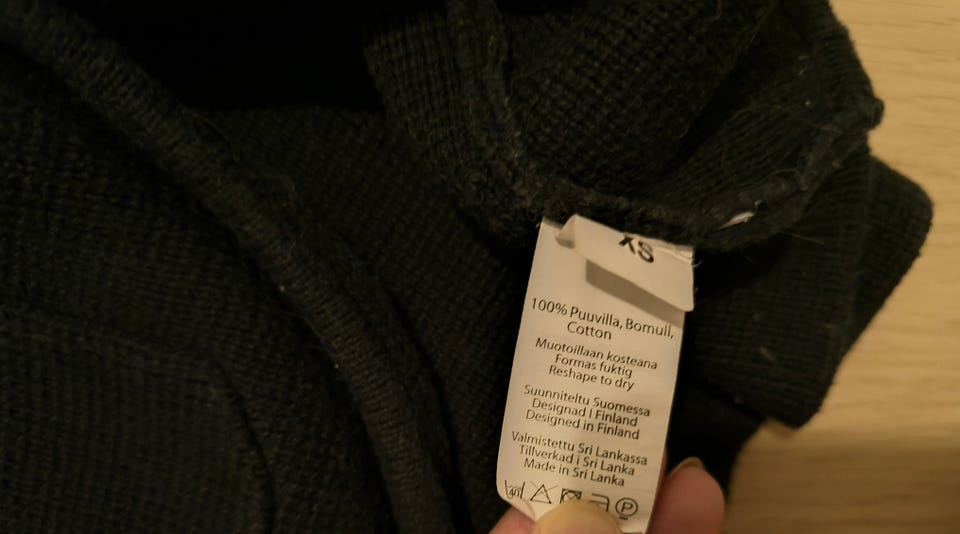 XS
100% Puuvilla, Bomull,
Cotton
Muotoillaan kosteana
Formas fuktig
Reshape to dry
Suunniteltu Suomessa
Designad I Finland
Designed in Finland
Valmistettu Sri Lankassa
Tillverkad i Sri Lanka
Made in Sri Lanka
P